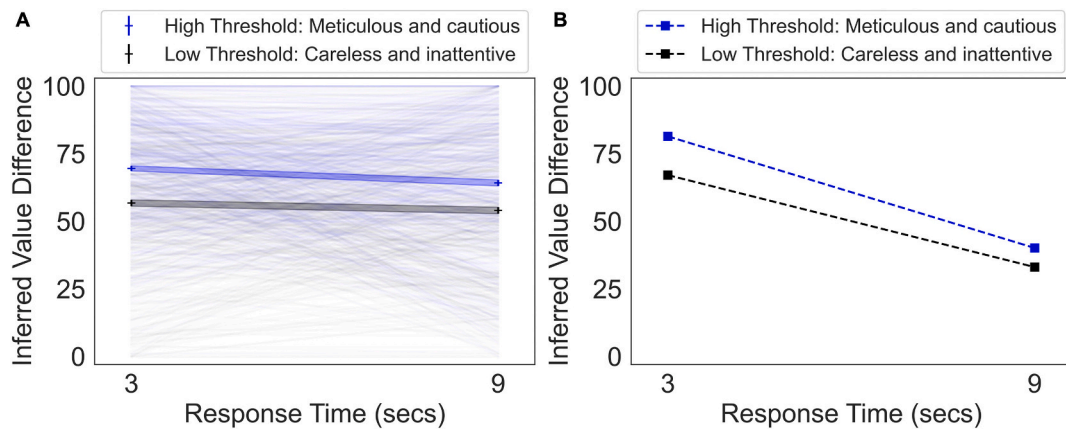 A
High Threshold: Meticulous and cautious
Low Threshold: Careless and inattentive
Inferred Value Difference
100
75
50
25
0
3
9
Response Time (secs)
B
High Threshold: Meticulous and cautious
Low Threshold: Careless and inattentive
Inferred Value Difference
100
75
50
25
0
3
9
Response Time (secs)